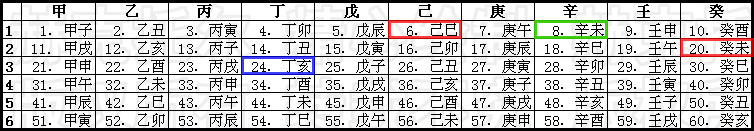 甲 乙 丙 丁 戊 己 庚 辛 壬 癸
1 1. 甲子 2. 乙丑 3. 丙寅 4. 丁卯 5. 戊辰 6. 己巳 7. 庚午 8. 辛未 9. 壬申 10. 癸酉
2 11. 甲戌 12. 乙亥 13. 丙子 14. 丁丑 15. 戊寅 16. 己卯 17. 庚辰 18. 辛巳 19. 壬午 20. 癸未
3 21. 甲申 22. 乙酉 23. 丙戌 24. 丁亥 25. 戊子 26. 己丑 27. 庚寅 28. 辛卯 29. 壬辰 30. 癸巳
4 31. 甲午 32. 乙未 33. 丙申 34. 丁酉 35. 戊戌 36. 己亥 37. 庚子 38. 辛丑 39. 壬寅 40. 癸卯
5 41. 甲辰 42. 乙巳 43. 丙午 44. 丁未 45. 戊申 46. 己酉 47. 庚戌 48. 辛亥 49. 壬子 50. 癸丑
6 51. 甲寅 52. 乙卯 53. 丙辰 54. 丁巳 55. 戊午 56. 己未 57. 庚申 58. 辛酉 59. 壬戌 60. 癸亥